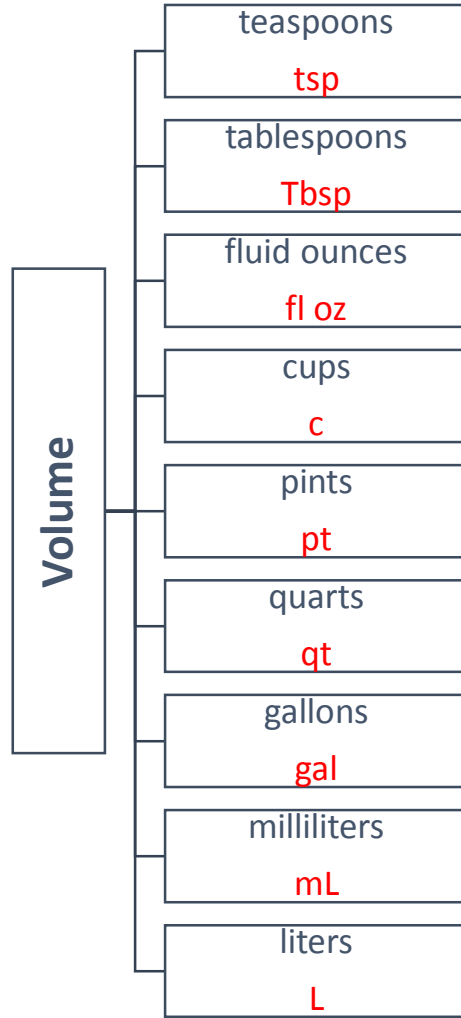 Volume
teaspoons
tsp
tablespoons
Tbsp
fluid ounces
fl oz
cups
c
pints
pt
quarts
qt
gallons
gal
milliliters
mL
liters
L